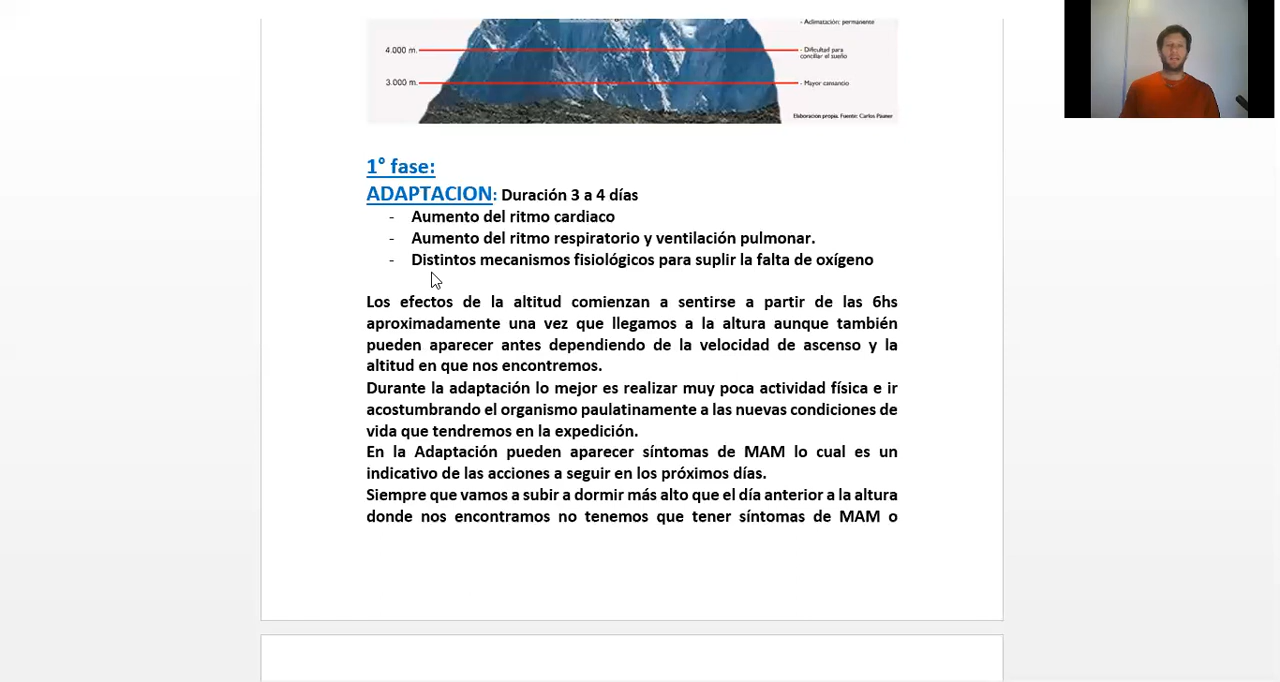 - Aclimatación: permanente
4.000 m.
- Dificultad para
conciliar el sueño
3.000 m.
- Mayor cansancio
Elaboración propia. Fuente: Carlos Pauner
1° fase:
ADAPTACION: Duración 3 a 4 días
- Aumento del ritmo cardiaco
- Aumento del ritmo respiratorio y ventilación pulmonar.
- Distintos mecanismos fisiológicos para suplir la falta de oxígeno
Los efectos de la altitud comienzan a sentirse a partir de las 6hs
aproximadamente una vez que llegamos a la altura aunque también
pueden aparecer antes dependiendo de la velocidad de ascenso y la
altitud en que nos encontremos.
Durante la adaptación lo mejor es realizar muy poca actividad física e ir
acostumbrando el organismo paulatinamente a las nuevas condiciones de
vida que tendremos en la expedición.
En la Adaptación pueden aparecer síntomas de MAM lo cual es un
indicativo de las acciones a seguir en los próximos días.
Siempre que vamos a subir a dormir más alto que el día anterior a la altura
donde nos encontramos no tenemos que tener síntomas de MAM o